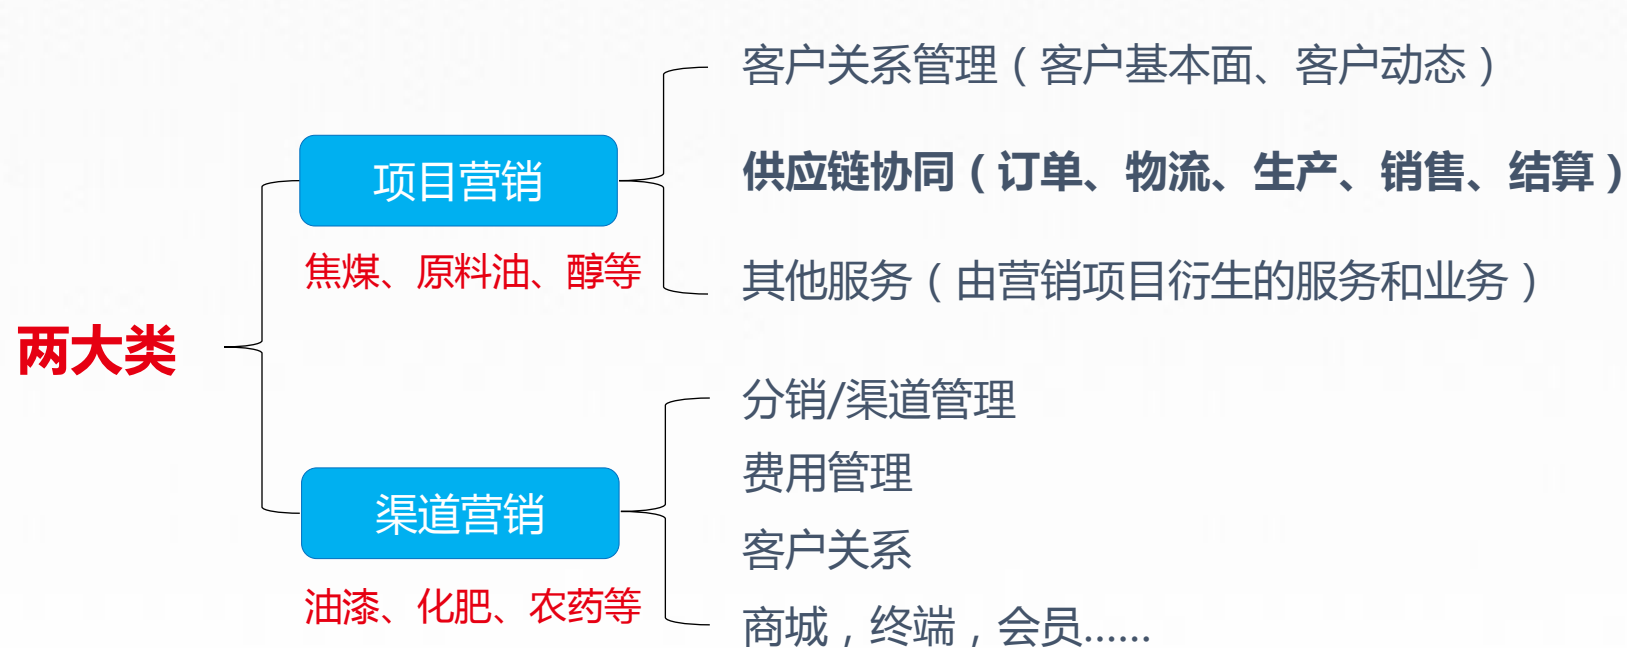 客户关系管理（客户基本面、客户动态）
项目营销
供应链协同（订单、物流、生产、销售、结算）
焦煤、原料油、醇等
其他服务（由营销项目衍生的服务和业务）
两大类
分销/渠道管理
费用管理
渠道营销
客户关系
油漆、化肥、农药等
商城，终端，会员......